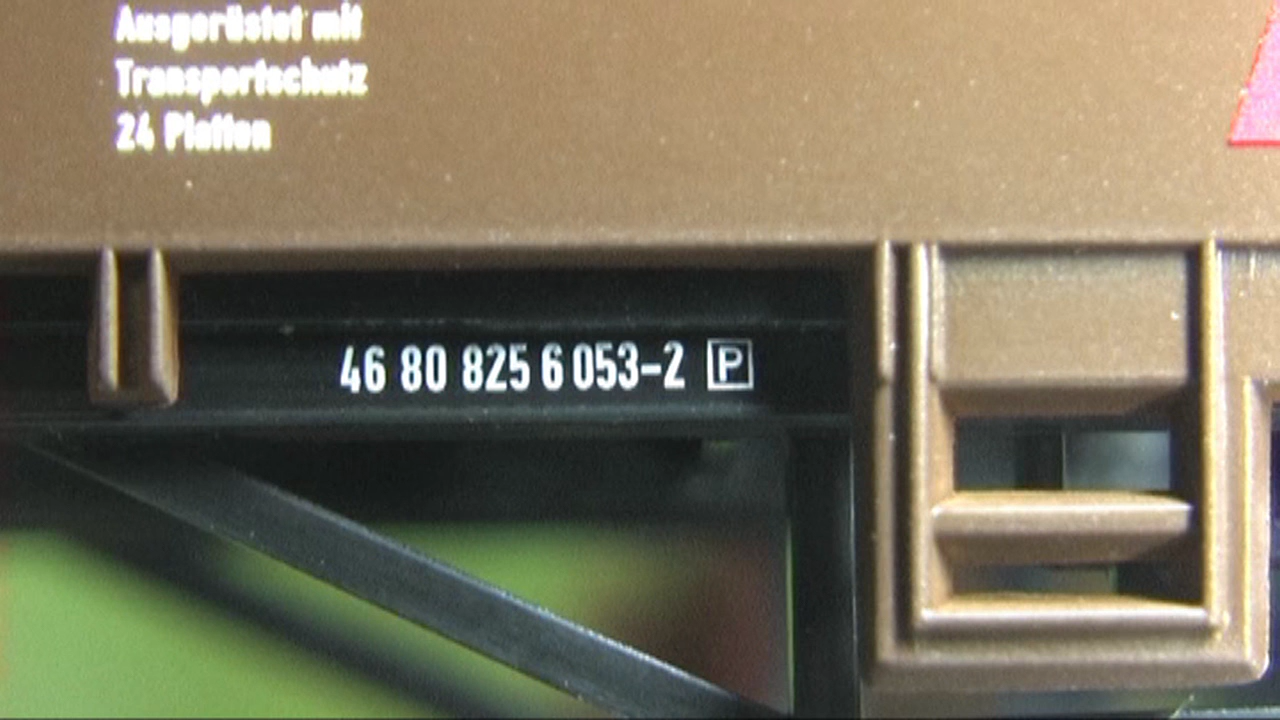 Ausgerüstet mit
Transportschutz
24 Platten
46 80 825 6 053-2 P